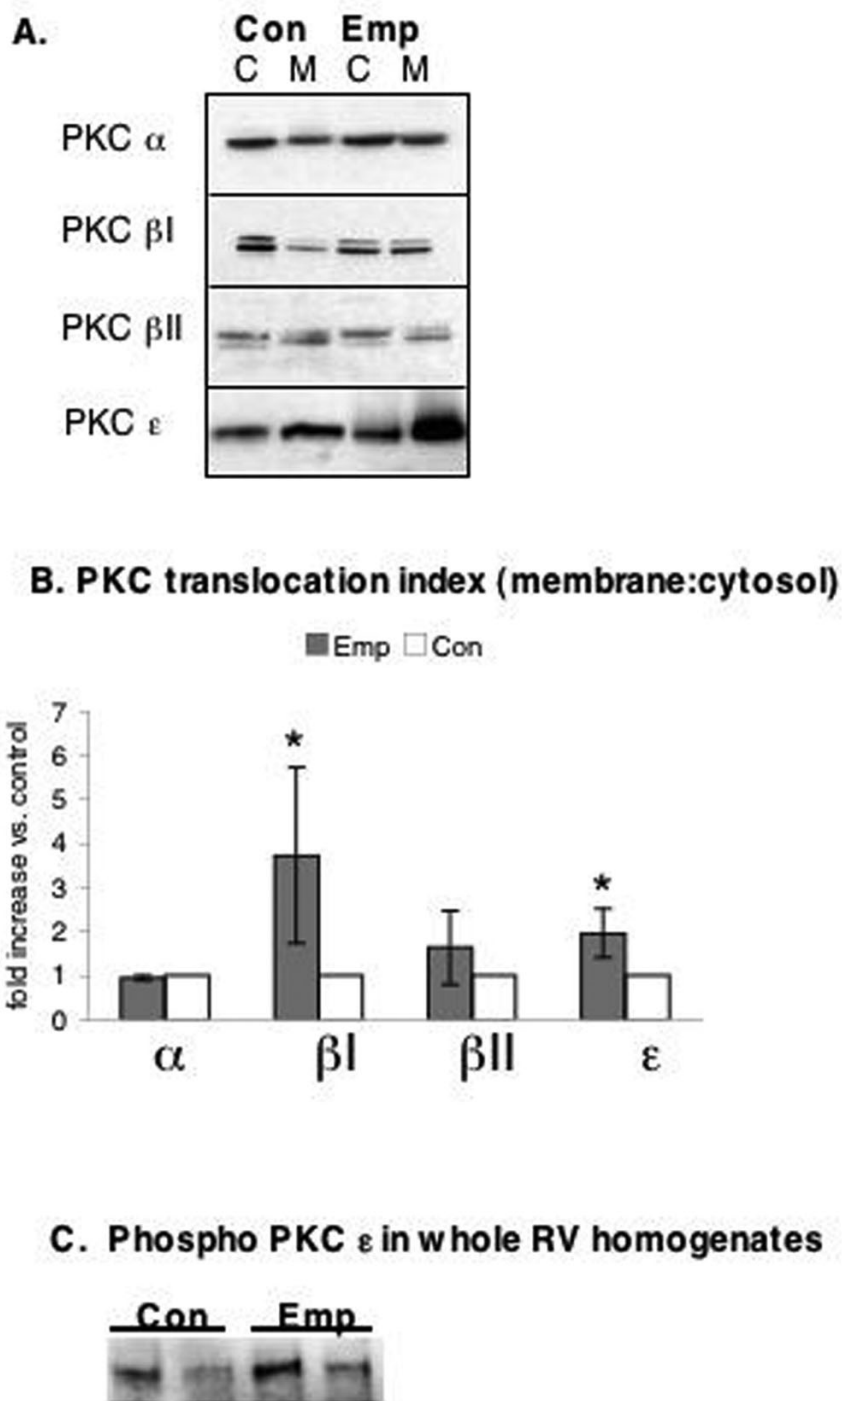 A.
Con Emp
C M C M
PKC α
PKC βI
PKC βII
PKC ε
B. PKC translocation index (membrane:cytosol)
Emp Con
fold increase vs. control
7
6
5
4
3
2
1
0
*
*
α βI βII ε
C. Phospho PKC ε in whole RV homogenates
Con Emp